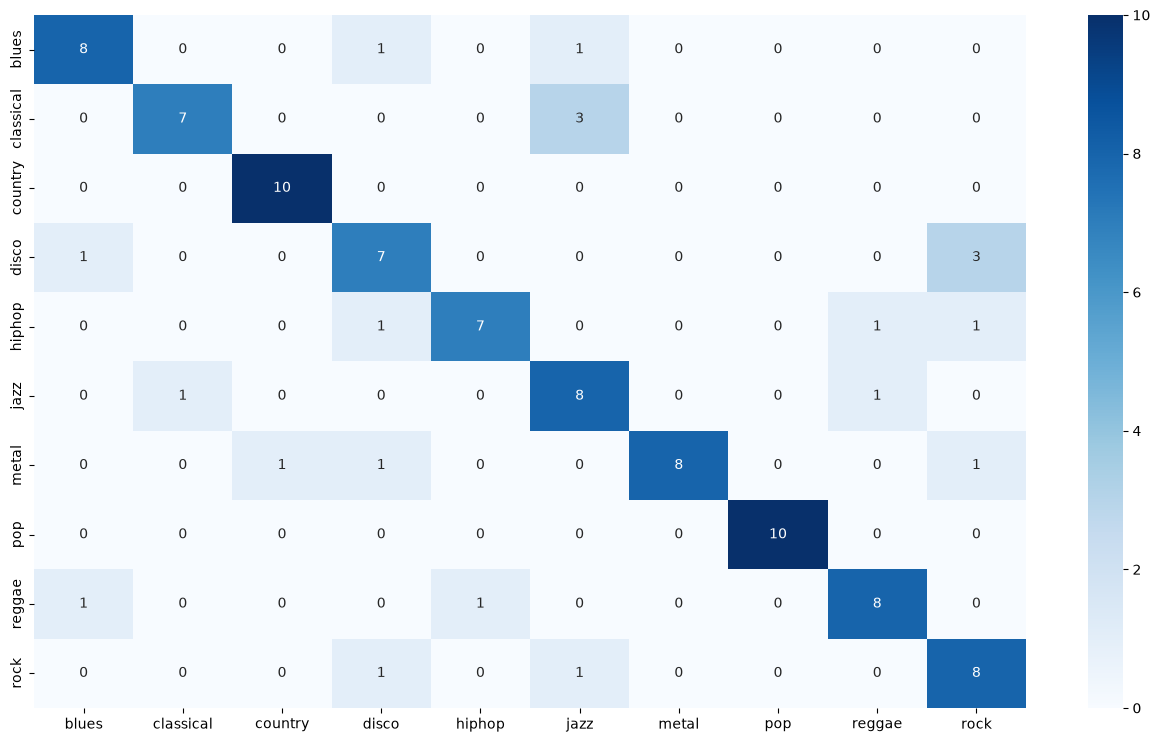 blues 8 0 0 1 0 1 0 0 0 0
classical 0 7 0 0 0 3 0 0 0 0
country 0 0 10 0 0 0 0 0 0 0
disco 1 0 0 7 0 0 0 0 0 3
hiphop 0 0 0 1 7 0 0 0 1 1
jazz 0 1 0 0 0 8 0 0 1 0
metal 0 0 1 1 0 0 8 0 0 1
pop 0 0 0 0 0 0 0 10 0 0
reggae 1 0 0 0 1 0 0 0 8 0
rock 0 0 0 1 0 1 0 0 0 8
blues classical country disco hiphop jazz metal pop reggae rock
10
8
6
4
2
0